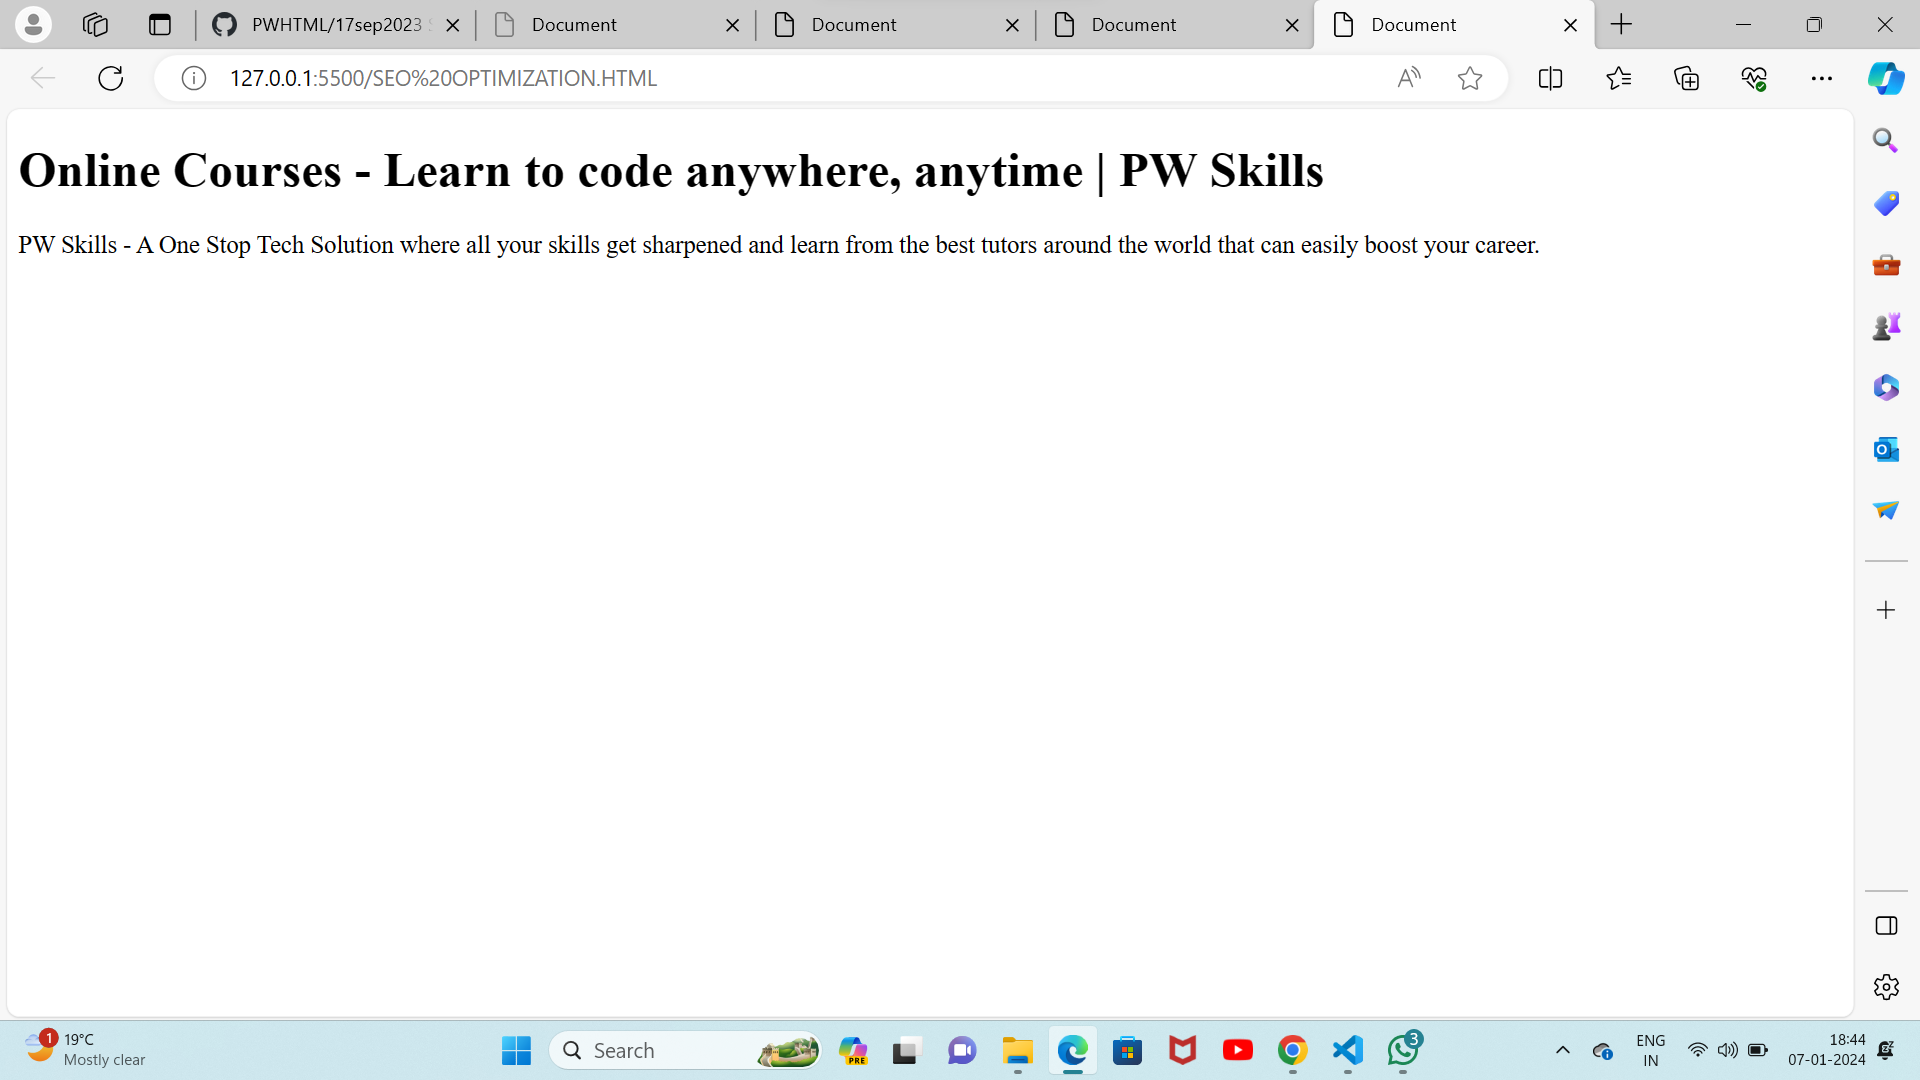 PWHTML/17sep2023
Document
Document
Document
Document
127.0.0.1:5500/SEO%20OPTIMIZATION.HTML
Online Courses - Learn to code anywhere, anytime | PW Skills
PW Skills - A One Stop Tech Solution where all your skills get sharpened and learn from the best tutors around the world that can easily boost your career.
1
19°C
Mostly clear
Search
PRE
3
ENG
IN
18:44
07-01-2024